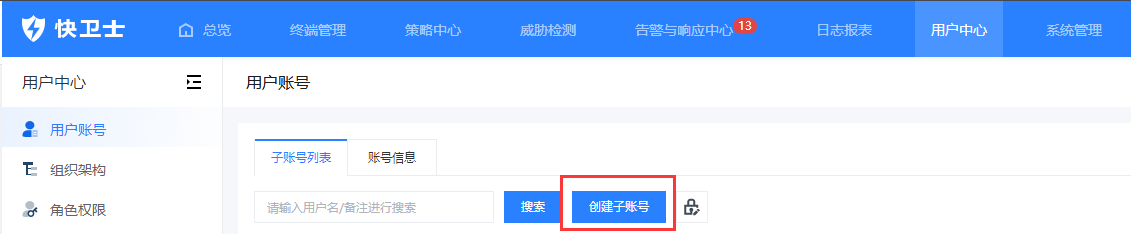 快卫士 总览 终端管理 策略中心 威胁检测 告警与响应中心 13 日志报表 用户中心 系统管理
用户中心 用户账号
用户账号
子账号列表 账号信息
组织架构
请输入用户名/备注进行搜索 搜索 创建子账号
角色权限